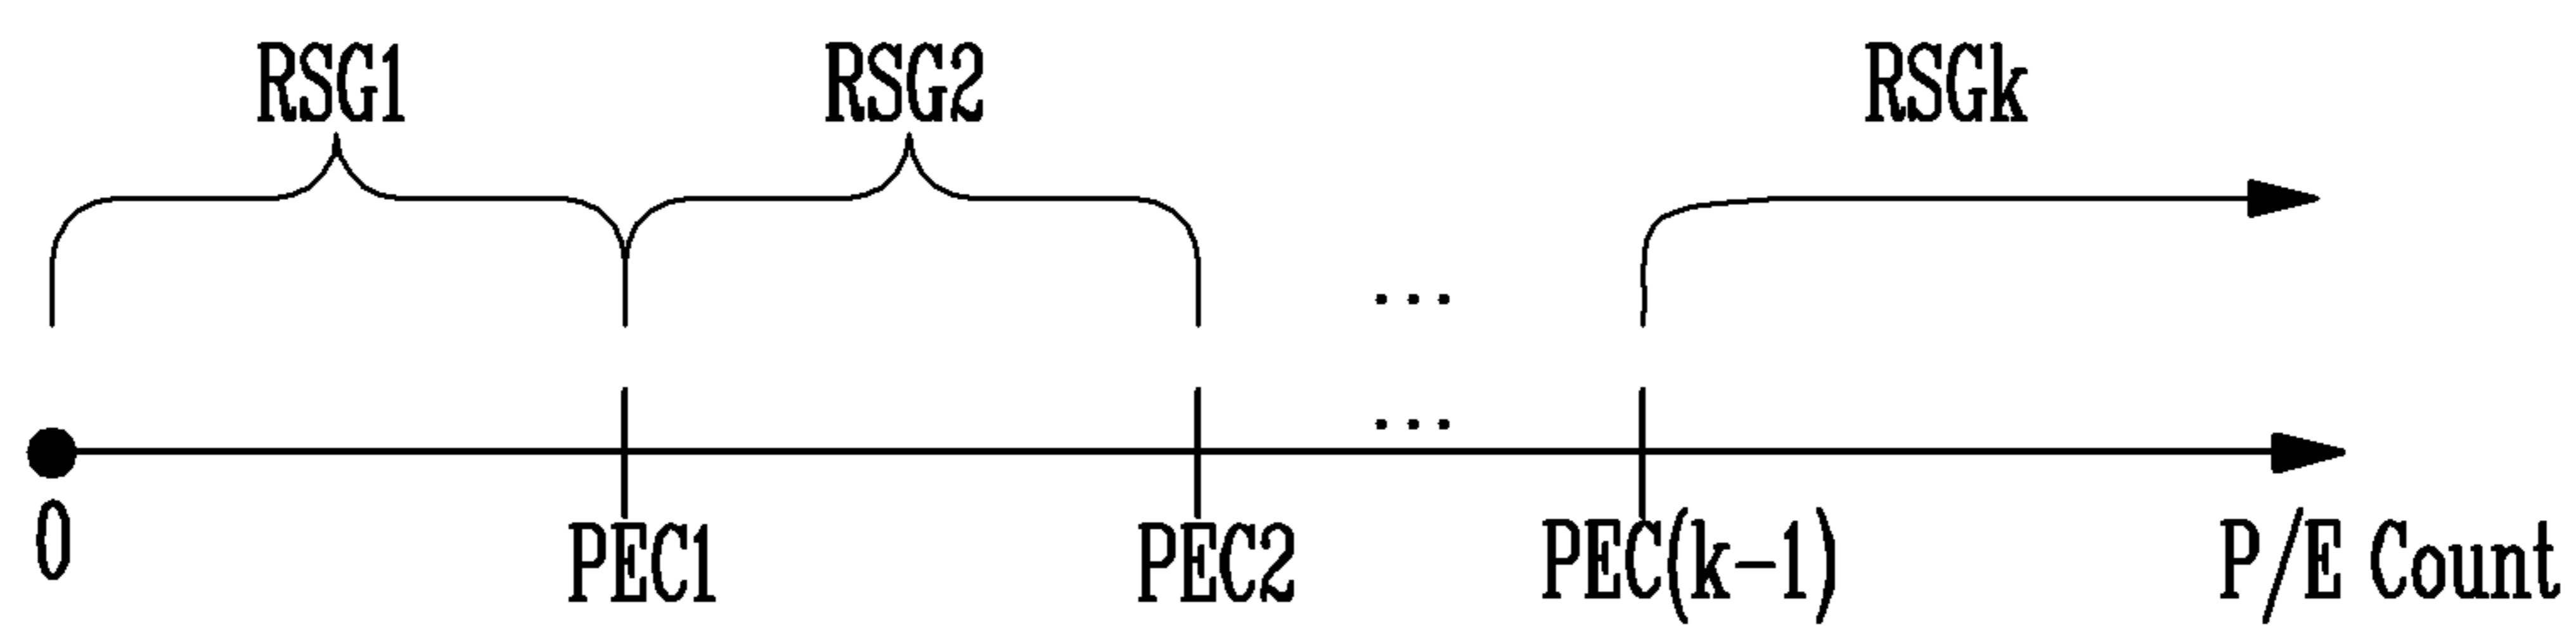 RSG1 RSG2 RSGk
... 
...
0 PEC1 PEC2 PEC(k-1) P/E Count